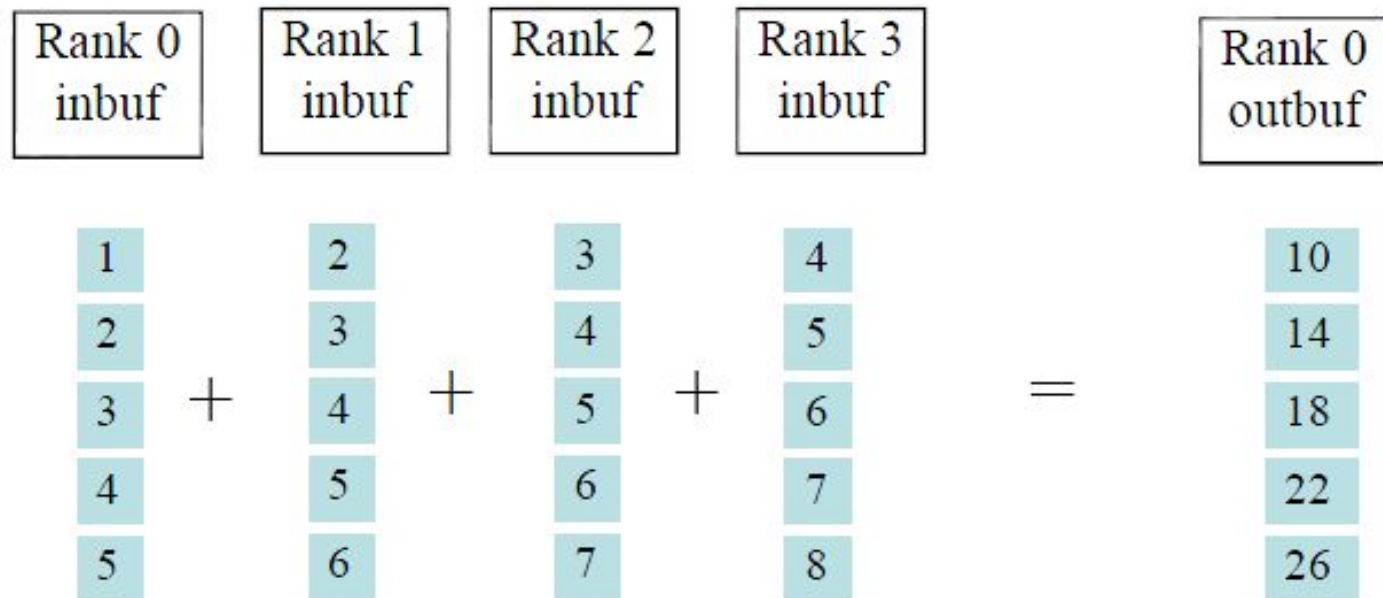 Rank 0
inbuf
Rank 1
inbuf
Rank 2
inbuf
Rank 3
inbuf
Rank 0
outbuf
1 2 3 4 10
2 3 4 5 14
3 + 4 + 5 + 6 = 18
4 5 6 7 22
5 6 7 8 26